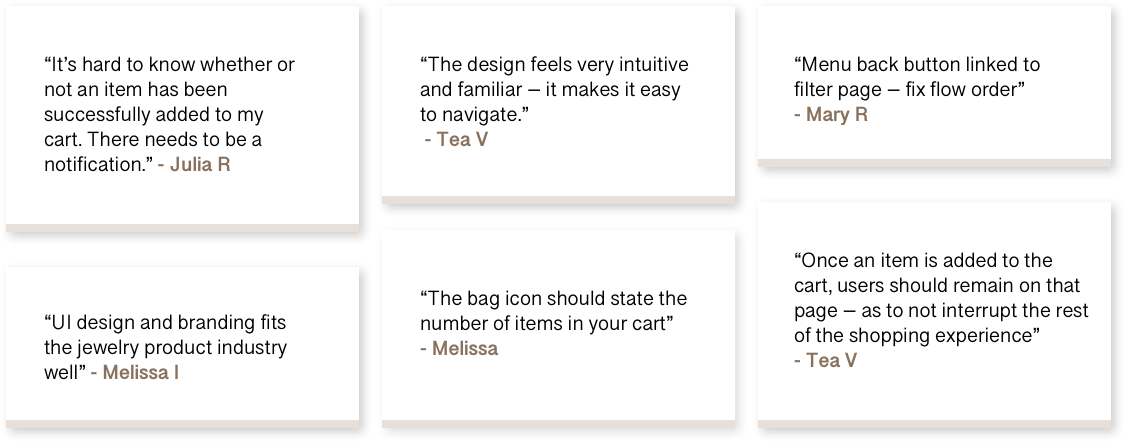 “It’s hard to know whether or
not an item has been
successfully added to my
cart. There needs to be a
notification.” - Julia R
“UI design and branding fits
the jewelry product industry
well” - Melissa I
“The design feels very intuitive
and familiar – it makes it easy
to navigate.”
- Tea V
“The bag icon should state the
number of items in your cart”
- Melissa
“Menu back button linked to
filter page – fix flow order”
- Mary R
“Once an item is added to the
cart, users should remain on that
page – as to not interrupt the rest
of the shopping experience”
- Tea V